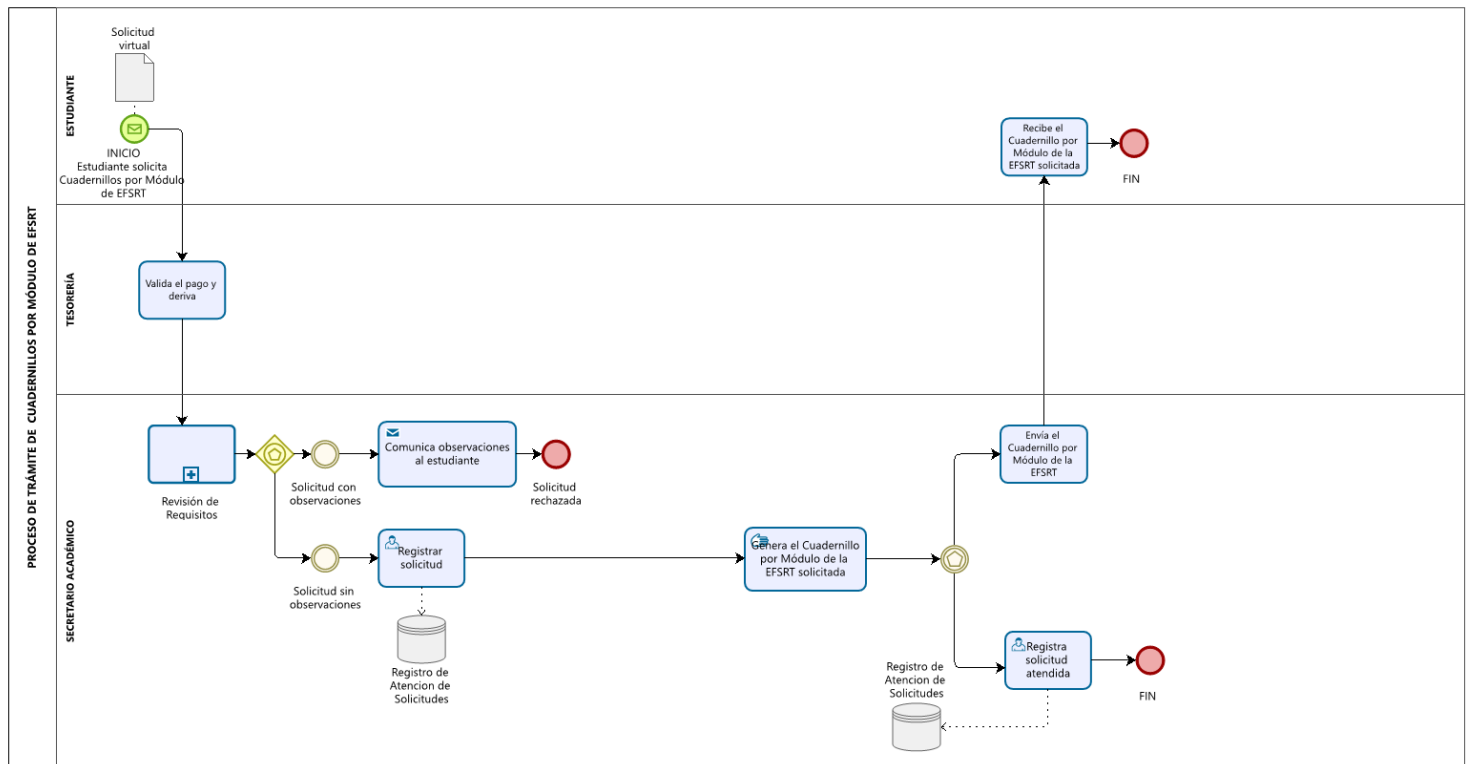 PROCESO DE TRÁMITE DE CUADERNILLOS POR MÓDULO DE EFSRT
ESTUDIANTE
Solicitud
virtual
INICIO
Estudiante solicita
Cuadernillos por Módulo
de EFSRT
Recibe el
Cuadernillo por
Módulo de la
EFSRT solicitada
FIN
TESORERÍA
Valida el pago y
deriva
SECRETARIO ACADÉMICO
Revisión de
Requisitos
Solicitud con
observaciones
Comunica observaciones
al estudiante
Solicitud
rechazada
Solicitud sin
observaciones
Registrar
solicitud
Registro de
Atencion de
Solicitudes
Genera el Cuadernillo
por Módulo de la
EFSRT solicitada
Envía el
Cuadernillo por
Módulo de la
EFSRT
Registra
solicitud
atendida
FIN
Registro de
Atencion de
Solicitudes